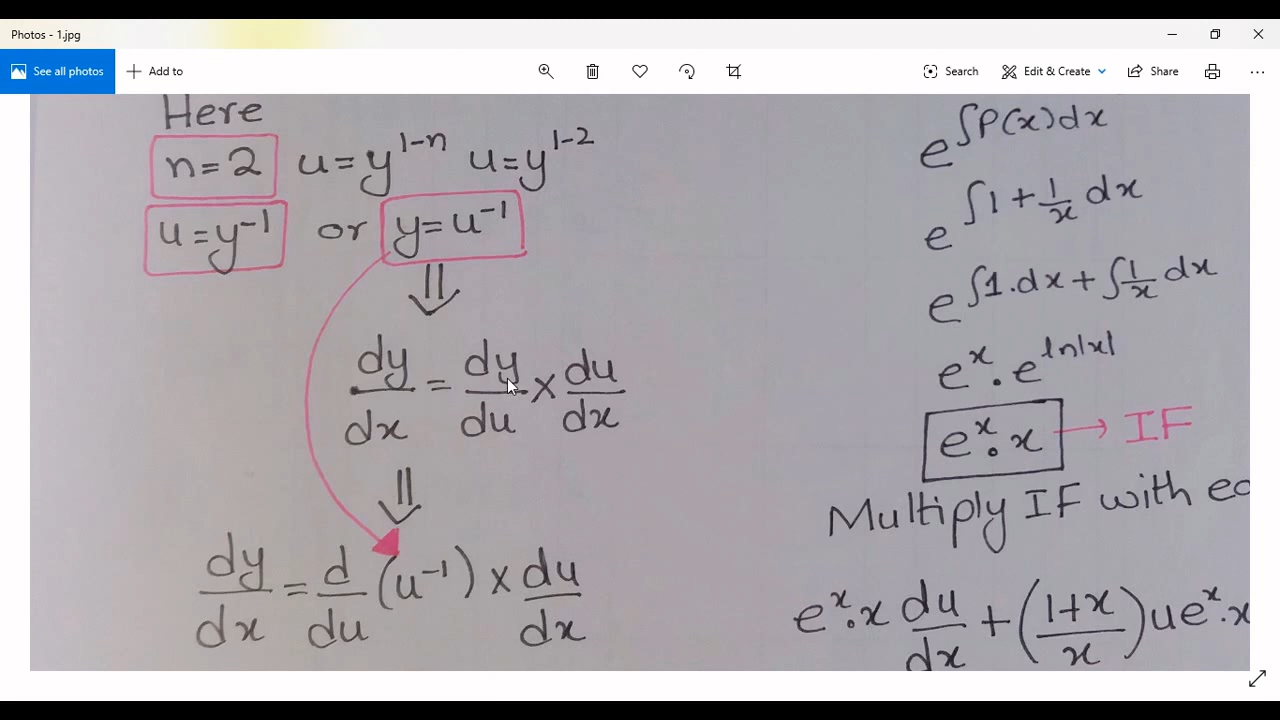 Photos - 1.jpg
See all photos
Add to
Search
Edit & Create
Share
Here
n=2 u=y^{1-n} u=y^{1-2}
u=y^{-1} or y=u^{-1}
⇓
dy/dx = dy/du × du/dx
⇓
dy/dx = d/du (u^{-1}) × du/dx
e^{∫P(x)dx}
e^{∫1+1/x dx}
e^{∫1.dx+∫1/x dx}
e^x.e^{ln|x|}
e^x.x → IF
Multiply IF with
e^x.x du/dx + ((1+x)/x) u e^x.x